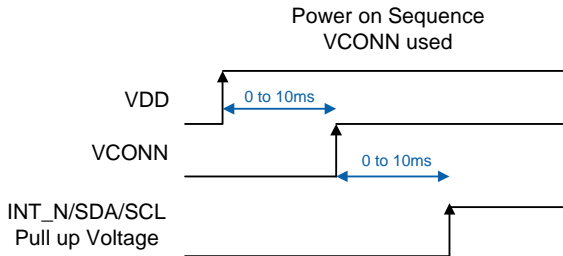 Power on Sequence
VCONN used
VDD
0 to 10ms
VCONN
0 to 10ms
INT_N/SDA/SCL
Pull up Voltage